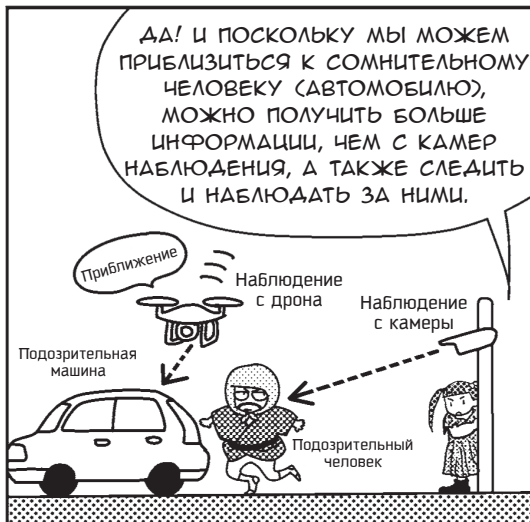 ДА! И ПОСКОЛЬКУ МЫ МОЖЕМ
ПРИБЛИЗИТЬСЯ К СОМНИТЕЛЬНОМУ
ЧЕЛОВЕКУ (АВТОМОБИЛЮ),
МОЖНО ПОЛУЧИТЬ БОЛЬШЕ
ИНФОРМАЦИИ, ЧЕМ С КАМЕР
НАБЛЮДЕНИЯ, А ТАКЖЕ СЛЕДИТЬ
И НАБЛЮДАТЬ ЗА НИМИ.
Приближение
Наблюдение
с дрона
Наблюдение
с камеры
Подозрительная
машина
Подозрительный
человек